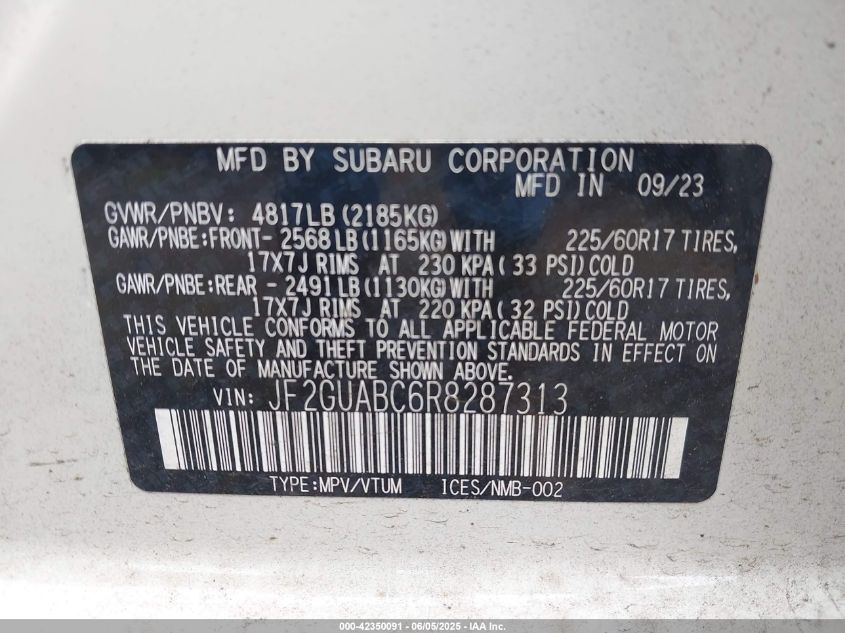 MFD BY SUBARU CORPORATION
MFD IN 09/23
GVWR/PNBV: 4817LB (2185KG)
GAWR/PNBE:FRONT- 2568 LB (1165KG) WITH 225/60R17 TIRES,
17X7J RIMS AT 230 KPA ( 33 PSI) COLD
GAWR/PNBE:REAR - 2491 LB (1130KG) WITH 225/60R17 TIRES,
17X7J RIMS AT 220 KPA ( 32 PSI) COLD
THIS VEHICLE CONFORMS TO ALL APPLICABLE FEDERAL MOTOR
VEHICLE SAFETY AND THEFT PREVENTION STANDARDS IN EFFECT ON
THE DATE OF MANUFACTURE SHOWN ABOVE.
VIN: JF2GUABC6R8287313
TYPE:MPV/VTUM ICES/NMB-002
000-42350091 - 06/05/2025 - IAA Inc.